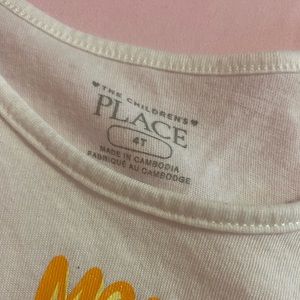 ♥THE CHILDREN'S♥
PLACE
4T
MADE IN CAMBODIA
FABRIQUÉ AU CAMBODGE